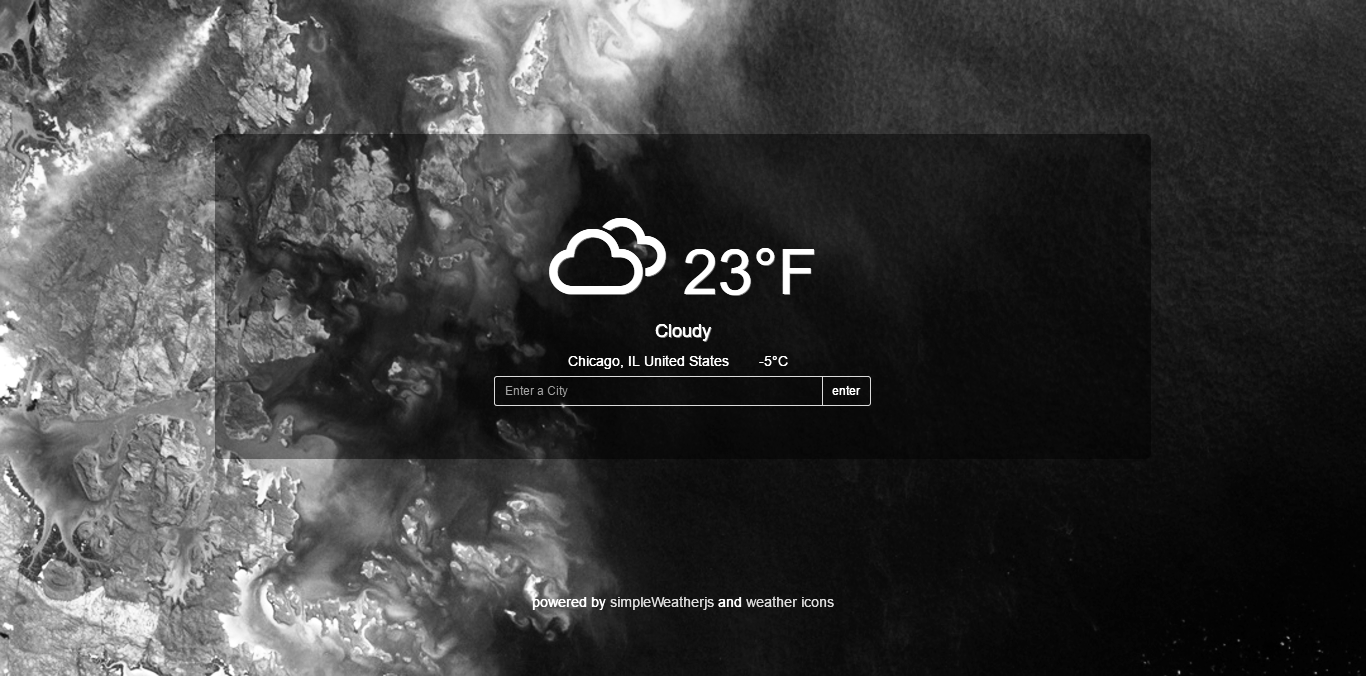 23°F
Cloudy
Chicago, IL United States -5°C
Enter a City enter
powered by simpleWeatherjs and weather icons